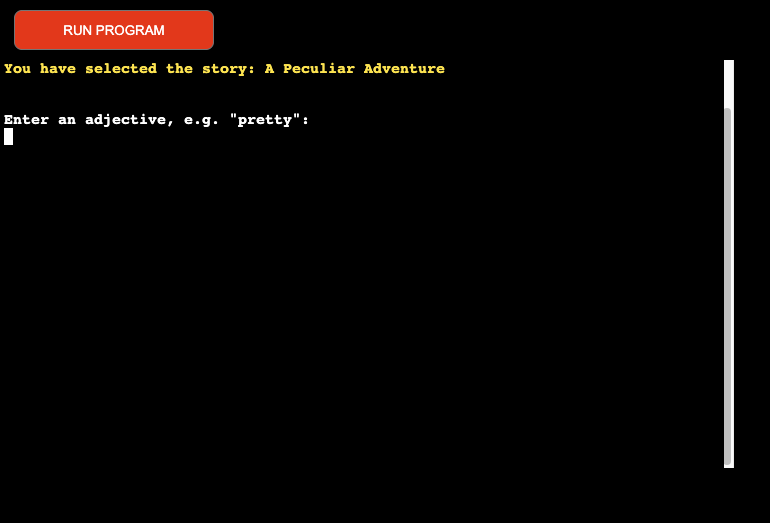 RUN PROGRAM
You have selected the story: A Peculiar Adventure
Enter an adjective, e.g. "pretty":